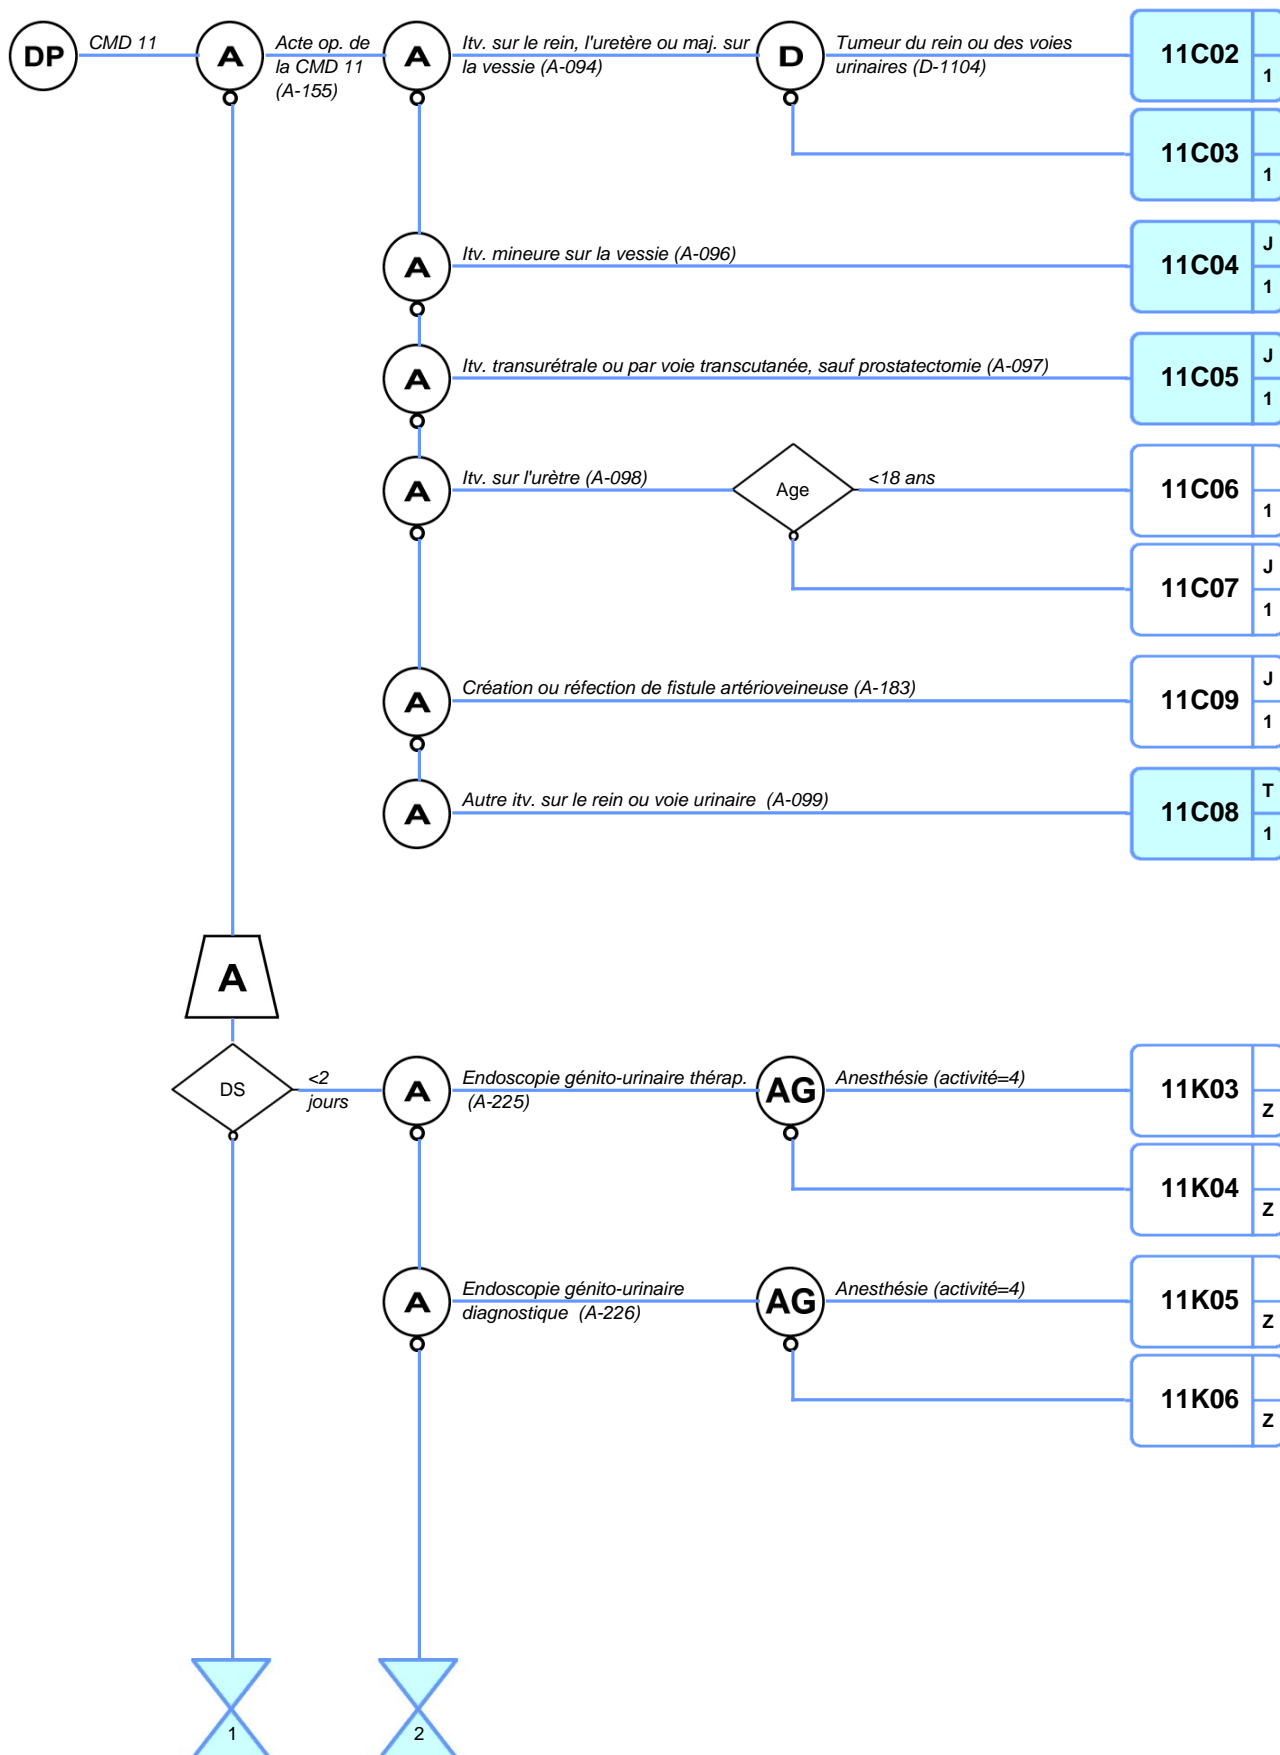 DP
CMD 11
A
Acte op. de
la CMD 11
(A-155)
A
Itv. sur le rein, l'uretère ou maj. sur
la vessie (A-094)
D
Tumeur du rein ou des voies
urinaires (D-1104)
11C02
1
11C03
1
A
Itv. mineure sur la vessie (A-096)
11C04
J
1
A
Itv. transurétrale ou par voie transcutanée, sauf prostatectomie (A-097)
11C05
J
1
A
Itv. sur l'urètre (A-098)
Age
<18 ans
11C06
1
11C07
J
1
A
Création ou réfection de fistule artérioveineuse (A-183)
11C09
J
1
A
Autre itv. sur le rein ou voie urinaire (A-099)
11C08
T
1
A
DS
<2
jours
A
Endoscopie génito-urinaire thérap.
(A-225)
AG
Anesthésie (activité=4)
11K03
Z
11K04
Z
A
Endoscopie génito-urinaire
diagnostique (A-226)
AG
Anesthésie (activité=4)
11K05
Z
11K06
Z
1
2